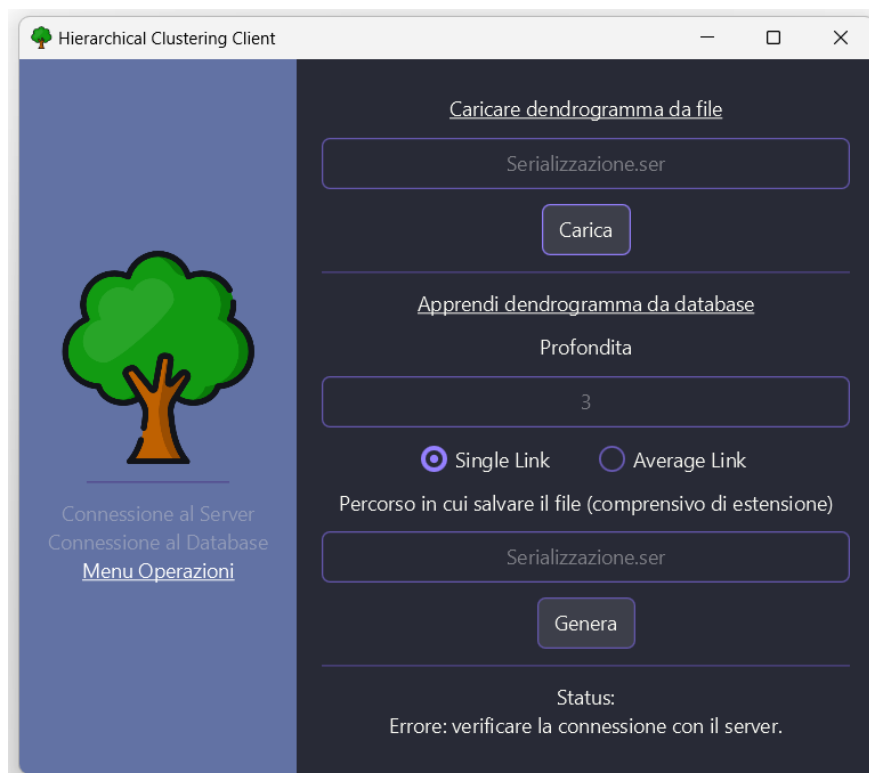 Hierarchical Clustering Client
Connessione al Server
Connessione al Database
Menu Operazioni
Caricare dendrogramma da file
Serializzazione.ser
Carica
Apprendi dendrogramma da database
Profondita
3
Single Link Average Link
Percorso in cui salvare il file (comprensivo di estensione)
Serializzazione.ser
Genera
Status:
Errore: verificare la connessione con il server.